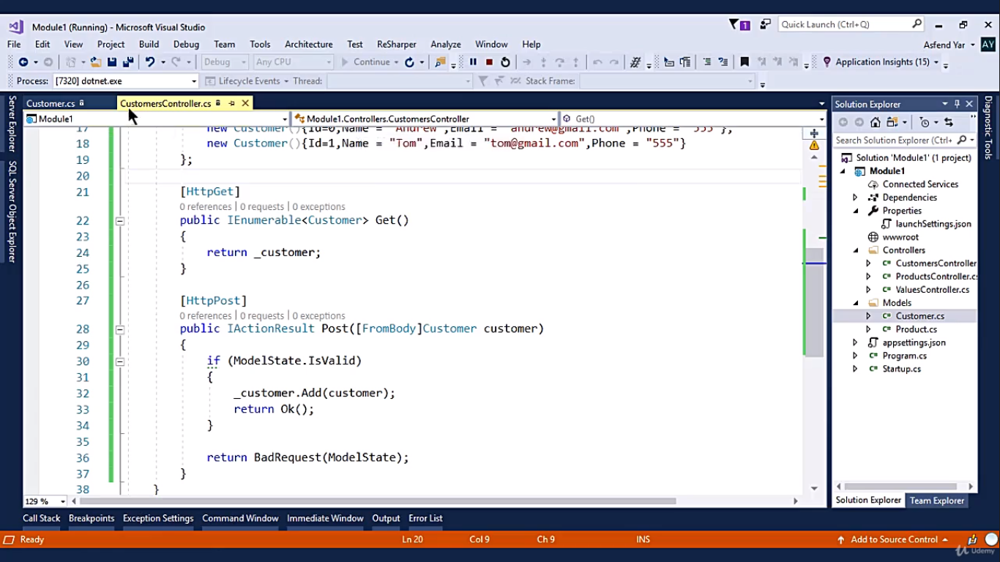 Module1 (Running) - Microsoft Visual Studio
1
Quick Launch (Ctrl+Q)
File Edit View Project Build Debug Team Tools Architecture Test ReSharper Analyze Window Help
Asfend Yar AY
Debug Any CPU Continue Application Insights (15)
Process: [7320] dotnet.exe Lifecycle Events Thread: Stack Frame:
Server Explorer
SQL Server Object Explorer
Customer.cs CustomersController.cs
Module1 Module1.Controllers.CustomersController Get()
17 new Customer(){Id=0,Name = "Andrew",Email = "andrew@gmail.com",Phone = "555"},
18 new Customer(){Id=1,Name = "Tom",Email = "tom@gmail.com",Phone = "555"}
19 };
20
21 [HttpGet]
0 references | 0 requests | 0 exceptions
22 public IEnumerable<Customer> Get()
23 {
24 return _customer;
25 }
26
27 [HttpPost]
0 references | 0 requests | 0 exceptions
28 public IActionResult Post([FromBody]Customer customer)
29 {
30 if (ModelState.IsValid)
31 {
32 _customer.Add(customer);
33 return Ok();
34 }
35
36 return BadRequest(ModelState);
37 }
38 }
129 %
Solution Explorer
Search Solution Explorer (Ctrl+
Solution 'Module1' (1 project)
Module1
Connected Services
Dependencies
Properties
launchSettings.json
wwwroot
Controllers
C# CustomersController
C# ProductsController.cs
C# ValuesController.cs
Models
C# Customer.cs
C# Product.cs
appsettings.json
C# Program.cs
C# Startup.cs
Solution Explorer Team Explorer
Diagnostic Tools
Call Stack Breakpoints Exception Settings Command Window Immediate Window Output Error List
Ready Ln 20 Col 9 Ch 9 INS Add to Source Control
Udemy